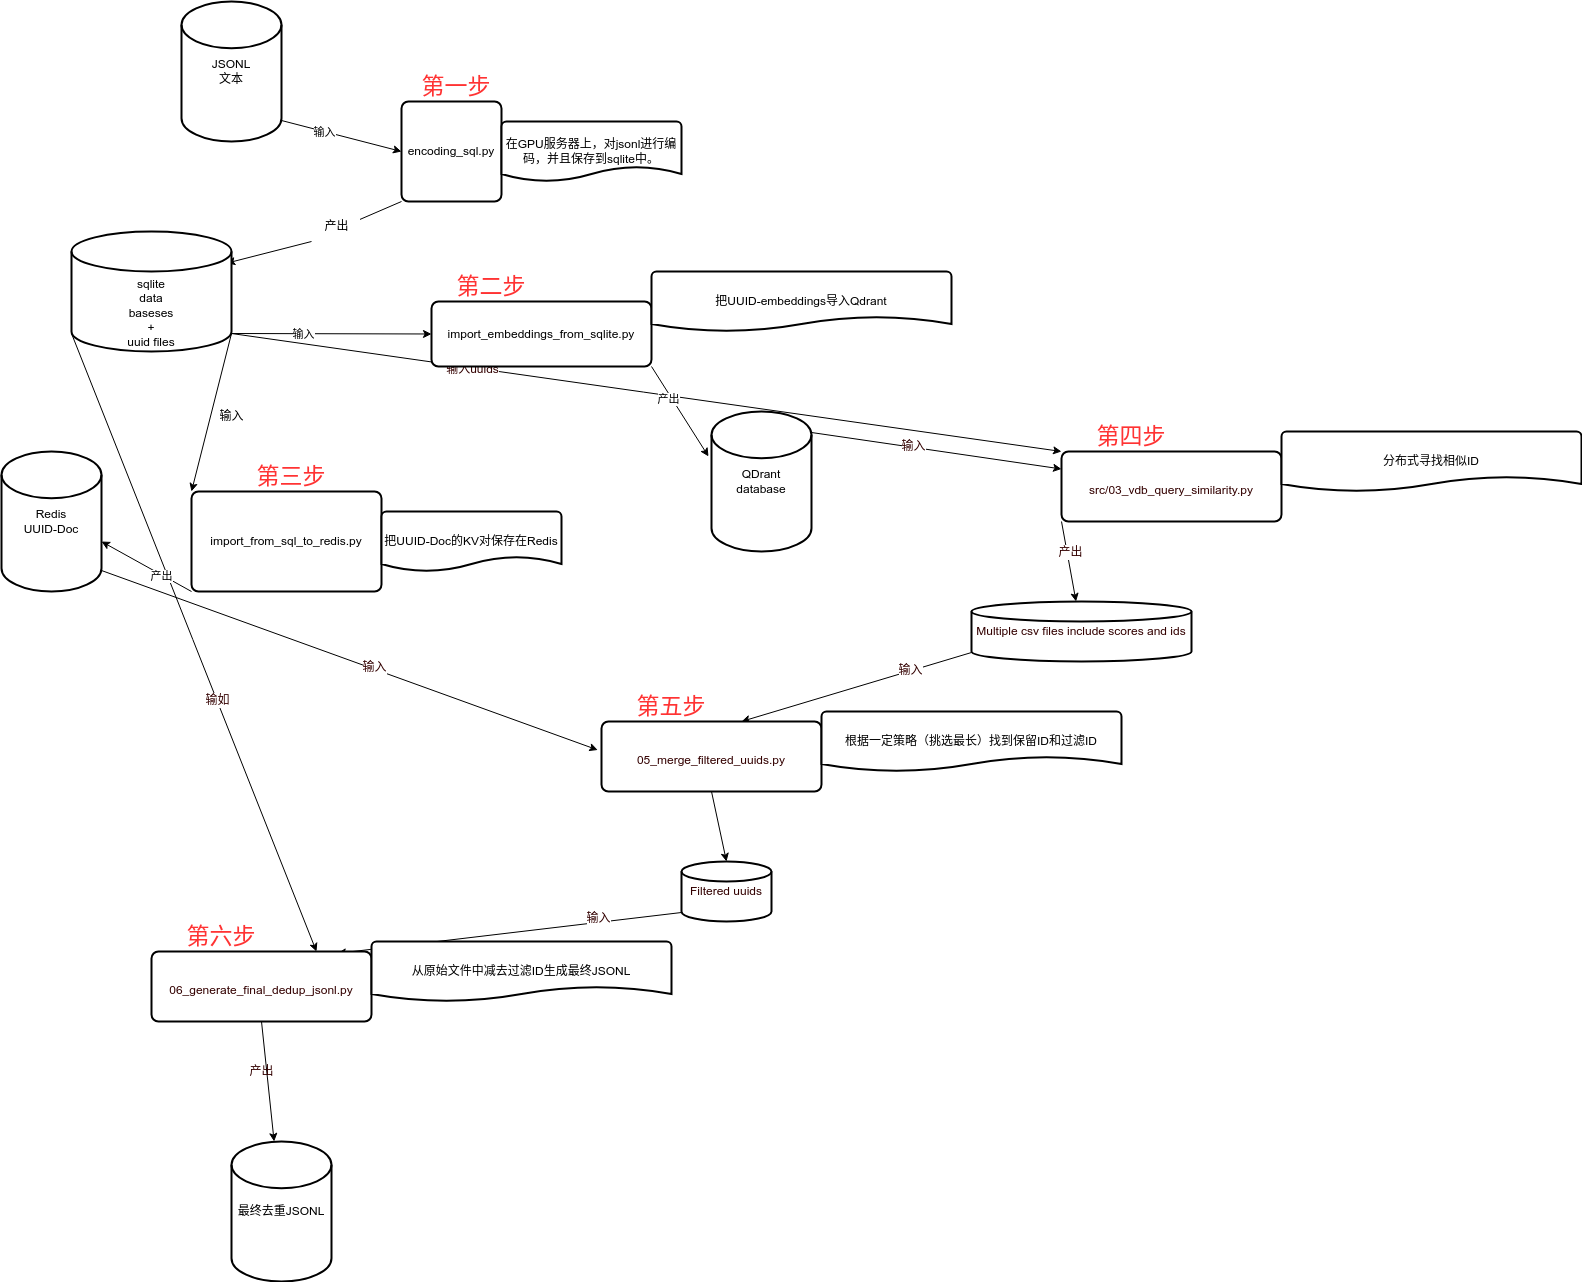 JSONL
文本
第一步
输入
encoding_sql.py
在GPU服务器上，对jsonl进行编
码，并且保存到sqlite中。
产出
sqlite
data
baseses
+
uuid files
第二步
输入
import_embeddings_from_sqlite.py
把UUID-embeddings导入Qdrant
输入uuids
产出
输入
第四步
输入
QDrant
database
src/03_vdb_query_similarity.py
分布式寻找相似ID
第三步
Redis
UUID-Doc
import_from_sql_to_redis.py
把UUID-Doc的KV对保存在Redis
产出
产出
Multiple csv files include scores and ids
输入
输入
输如
第五步
05_merge_filtered_uuids.py
根据一定策略（挑选最长）找到保留ID和过滤ID
Filtered uuids
输入
第六步
06_generate_final_dedup_jsonl.py
从原始文件中减去过滤ID生成最终JSONL
产出
最终去重JSONL